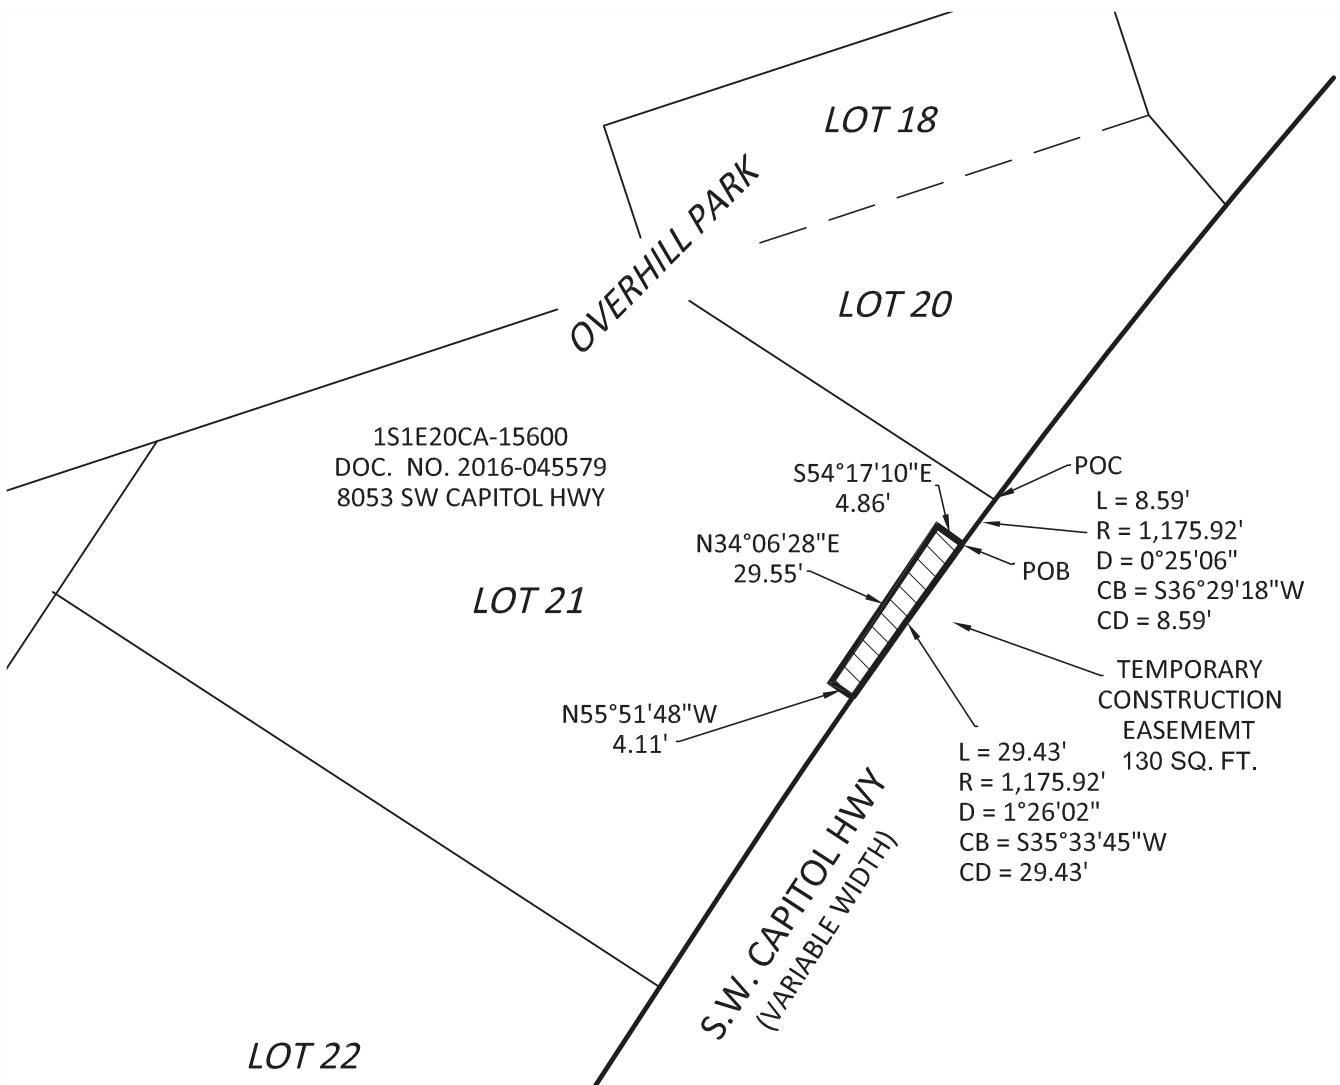 LOT 18
OVERHILL PARK
LOT 20
1S1E20CA-15600
DOC. NO. 2016-045579
8053 SW CAPITOL HWY
S54°17'10"E
4.86'
POC
L = 8.59'
R = 1,175.92'
D = 0°25'06"
CB = S36°29'18"W
CD = 8.59'
N34°06'28"E
29.55'
POB
LOT 21
TEMPORARY
CONSTRUCTION
EASEMEMT
130 SQ. FT.
N55°51'48"W
4.11'
L = 29.43'
R = 1,175.92'
D = 1°26'02"
CB = S35°33'45"W
CD = 29.43'
S.W. CAPITOL HWY
(VARIABLE WIDTH)
LOT 22